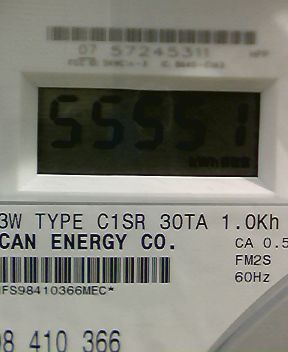 07 57245311
55551
kWh
3W TYPE C1SR 30TA 1.0Kh
CAN ENERGY CO.
CA 0.5
FM2S
60Hz
FS98410366MEC*
98 410 366